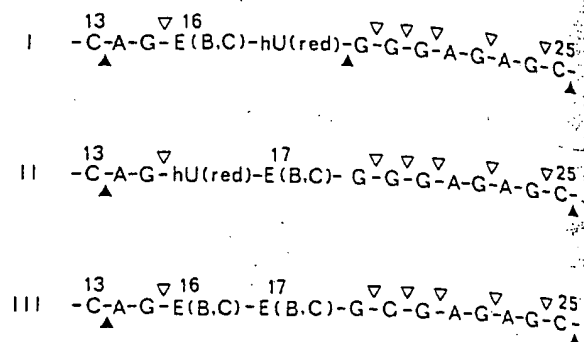 13 16 25
I -C-A-G-E(B,C)-hU(red)-G-G-G-A-G-A-G-C-
13 17 25
II -C-A-G-hU(red)-E(B,C)-G-G-G-A-G-A-G-C-
13 16 17 25
III -C-A-G-E(B,C)-E(B,C)-G-C-G-A-G-A-G-C-